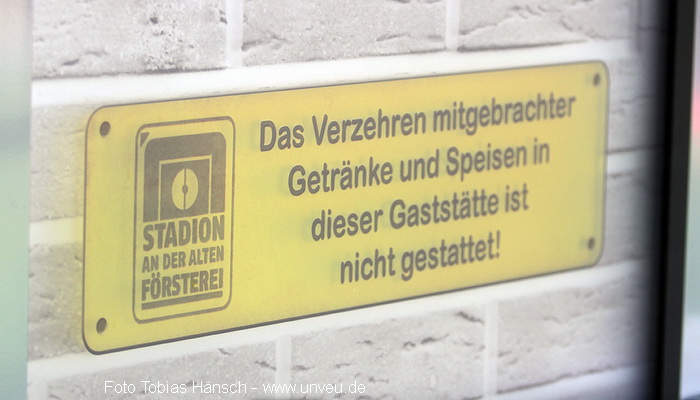 STADION
AN DER ALTEN
FÖRSTEREI
Das Verzehren mitgebrachter
Getränke und Speisen in
dieser Gaststätte ist
nicht gestattet!
Foto Tobias Hänsch - www.unveu.de